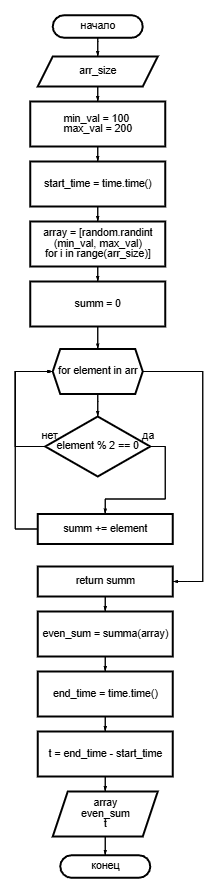 начало
arr_size
min_val = 100
max_val = 200
start_time = time.time()
array = [random.randint
(min_val, max_val)
for i in range(arr_size)]
summ = 0
for element in arr
нет
да
element % 2 == 0
summ += element
return summ
even_sum = summa(array)
end_time = time.time()
t = end_time - start_time
array
even_sum
t
конец